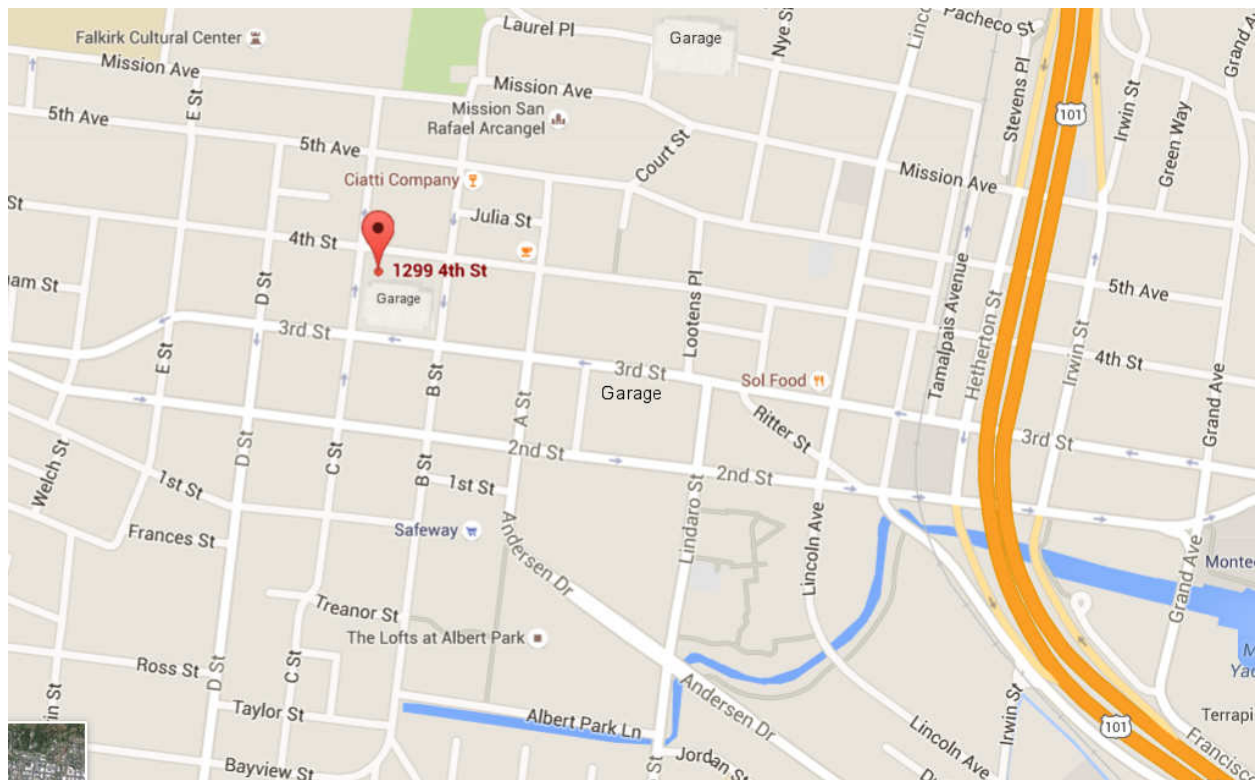 Pacheco St
Laurel Pl
Garage
Nye St
Linco
Grand Ave
Falkirk Cultural Center
Mission Ave
Mission Ave
E St
Stevens Pl
101
Irwin St
Green Way
5th Ave
Mission San
Rafael Arcangel
Court St
5th Ave
Ciatti Company
Mission Ave
St
Julia St
4th St
1299 4th St
Garage
am St
D St
Lootens Pl
Tamalpais Avenue
Hetherton St
5th Ave
Irwin St
4th St
3rd St
E St
B St
3rd St
Sol Food
Garage
A St
Grand Ave
Ritter St
3rd St
Welch St
D St
C St
B St
2nd St
2nd St
1st St
1st St
Frances St
Safeway
Andersen Dr
Lindaro St
Lincoln Ave
Grand Ave
Treanor St
The Lofts at Albert Park
Ross St
C St
D St
Taylor St
Albert Park Ln
Andersen Dr
Lincoln Ave
Irwin St
101
Terrapi
Francisc
Bayview St
Jordan St
St